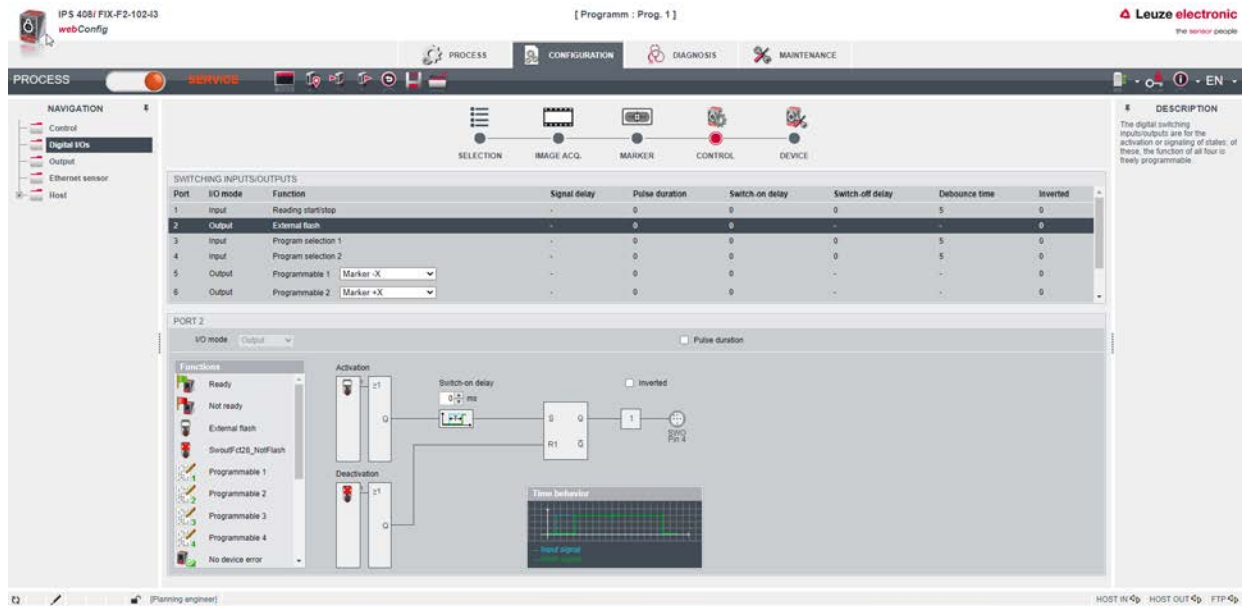 IPS 408i FIX-F2-102-I3
webConfig
[ Programm : Prog. 1 ]
Leuze electronic
the sensor people
PROCESS CONFIGURATION DIAGNOSIS MAINTENANCE
PROCESS SERVICE EN
NAVIGATION
Control
Digital I/Os
Output
Ethernet sensor
Host
SELECTION IMAGE ACQ. MARKER CONTROL DEVICE
DESCRIPTION
The digital switching
inputs/outputs are for the
activation or signaling of states; of
these, the function of all four is
freely programmable.
SWITCHING INPUTS/OUTPUTS
Port I/O mode Function Signal delay Pulse duration Switch-on delay Switch-off delay Debounce time Inverted
1 Input Reading start/stop - 0 0 0 5 0
2 Output External flash - 0 0 - - 0
3 Input Program selection 1 - 0 0 0 5 0
4 Input Program selection 2 - 0 0 0 5 0
5 Output Programmable 1 Marker -X - 0 0 - - 0
6 Output Programmable 2 Marker +X - 0 0 - - 0
PORT 2
I/O mode Output Pulse duration
Functions
Ready
Not ready
External flash
SwoutFct28_NotFlash
Programmable 1
Programmable 2
Programmable 3
Programmable 4
No device error
Activation
≥1
Q
Switch-on delay
0 ms
Inverted
S Q
R1 Q̅
1
SWO
Pin 4
Deactivation
≥1
Q
Time behavior
Input signal
[Planning engineer]
HOST IN HOST OUT FTP